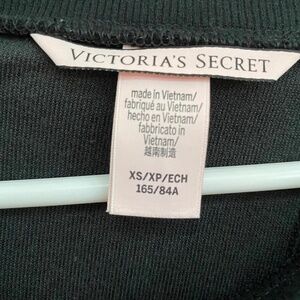 VICTORIA'S SECRET
made in Vietnam/
fabriqué au Vietnam/
hecho en Vietnam/
fabbricato in
Vietnam/
越南制造
XS/XP/ECH
165/84A